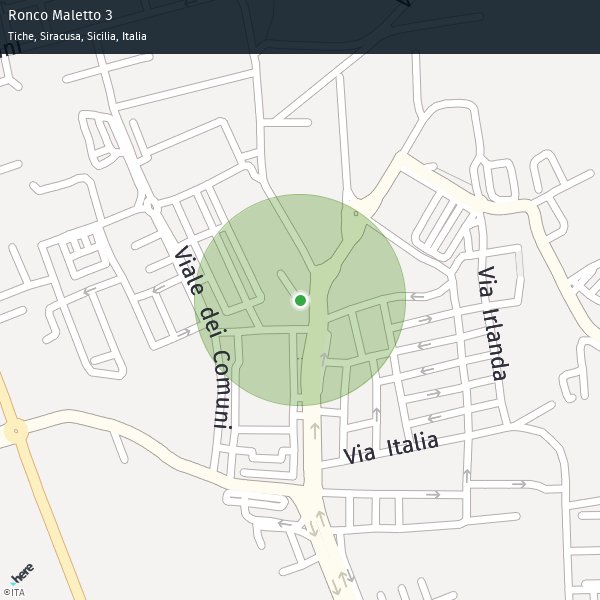 Ronco Maletto 3
Tiche, Siracusa, Sicilia, Italia
Viale dei Comuni
Via Irlanda
Via Italia
here
©ITA